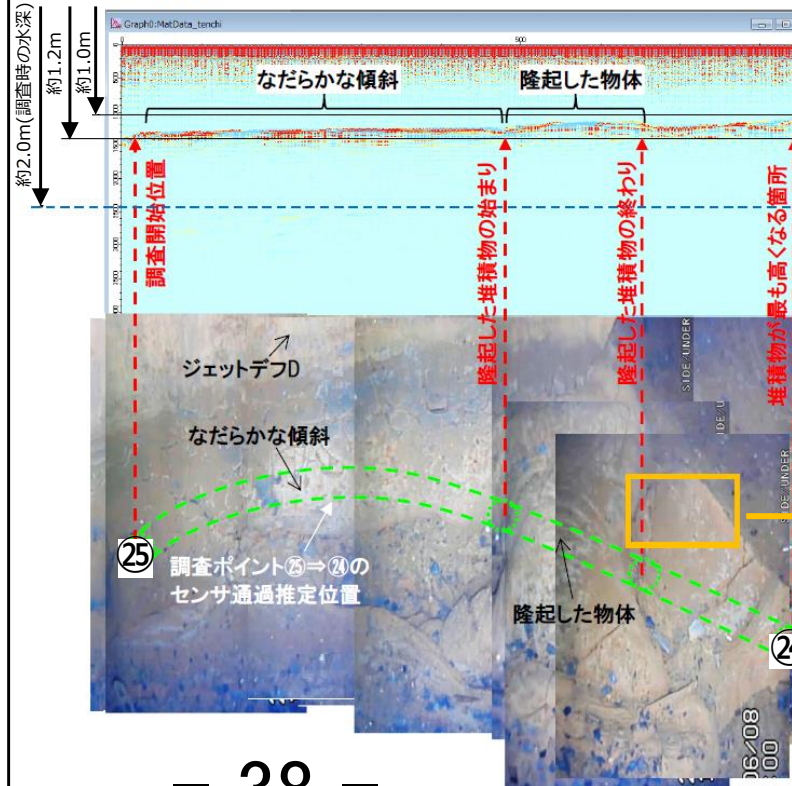 Graph0:MatData_tenchi
約2.0m(調査時の水深)
約1.2m
約1.0m
0
500
なだらかな傾斜
隆起した物体
調査開始位置
隆起した堆積物の始まり
隆起した堆積物の終わり
堆積物が最も高くなる箇所
ジェットデフD
なだらかな傾斜
㉕
調査ポイント㉕⇒㉔の
センサ通過推定位置
隆起した物体
㉔
SIDE/UNDER
SIDE/U
SIDE/UNDER
06/08
:00
- 38 -